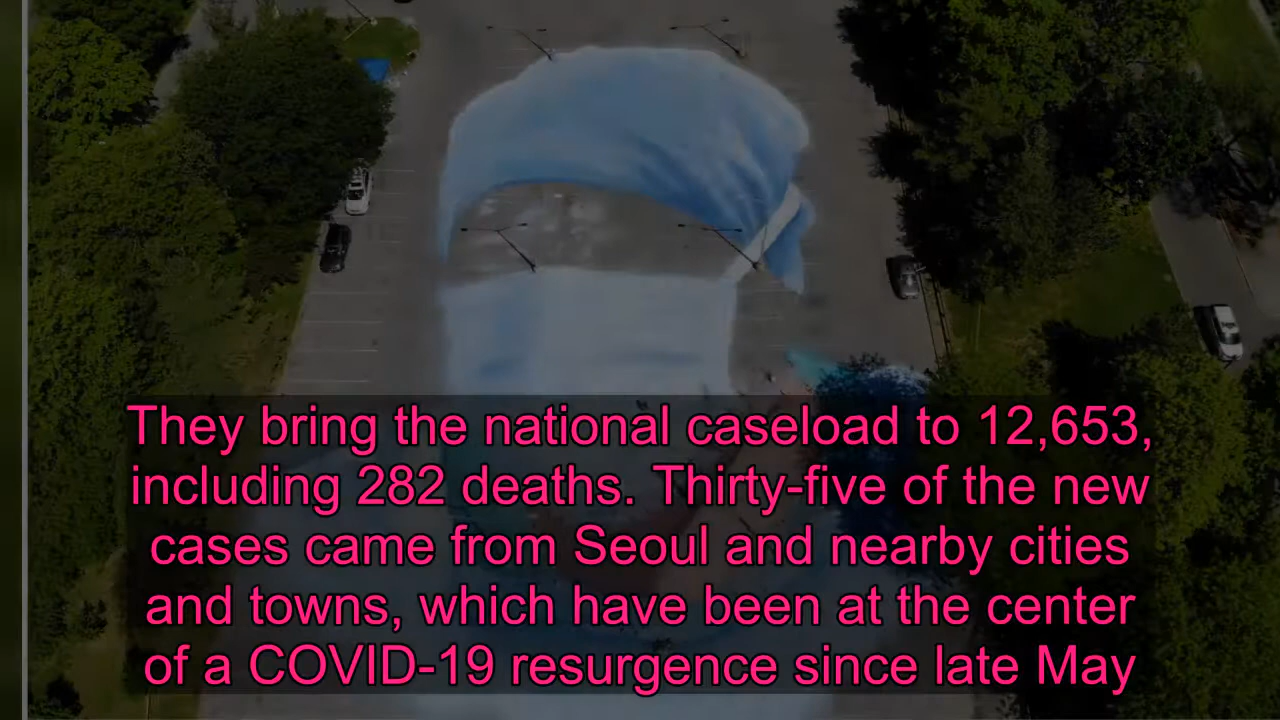 They bring the national caseload to 12,653,
including 282 deaths. Thirty-five of the new
cases came from Seoul and nearby cities
and towns, which have been at the center
of a COVID-19 resurgence since late May